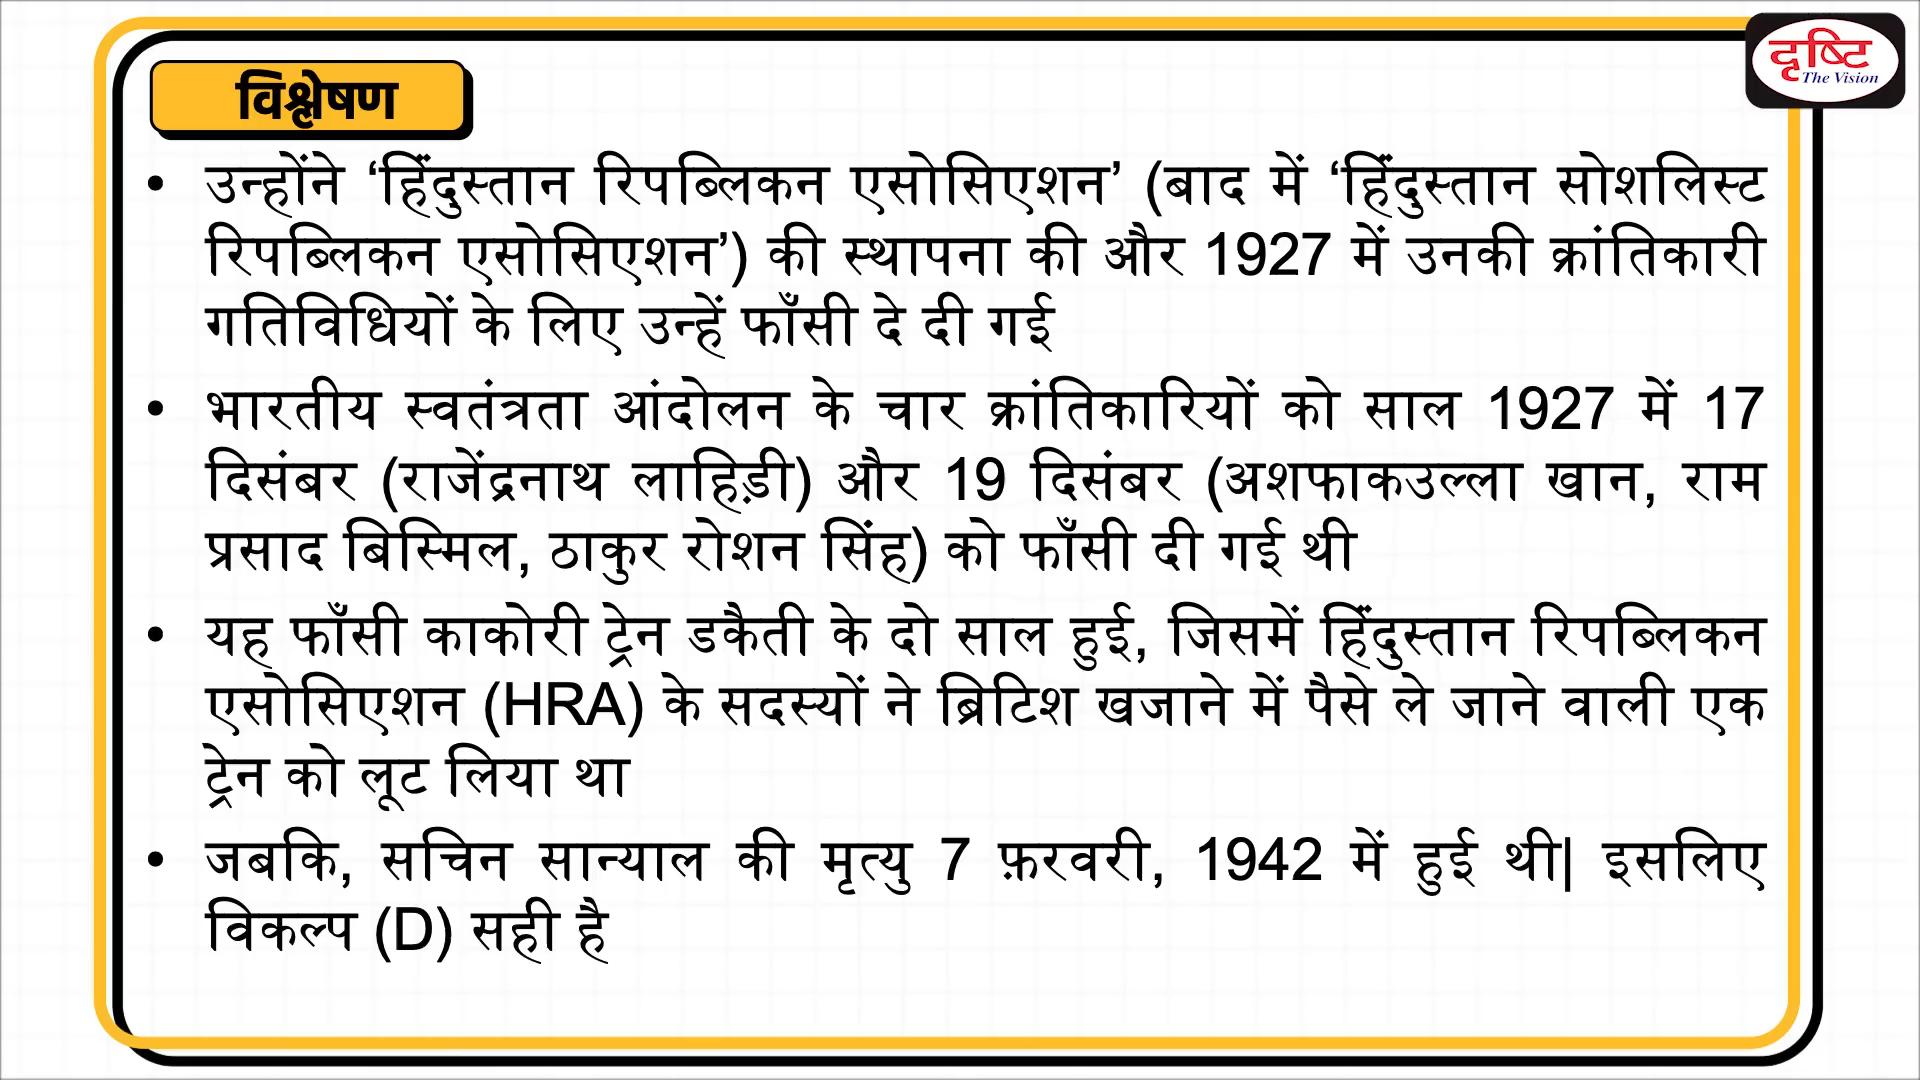 दृष्टि
The Vision
विश्लेषण
• उन्होंने ‘हिंदुस्तान रिपब्लिकन एसोसिएशन’ (बाद में ‘हिंदुस्तान सोशलिस्ट
रिपब्लिकन एसोसिएशन’) की स्थापना की और 1927 में उनकी क्रांतिकारी
गतिविधियों के लिए उन्हें फाँसी दे दी गई
• भारतीय स्वतंत्रता आंदोलन के चार क्रांतिकारियों को साल 1927 में 17
दिसंबर (राजेंद्रनाथ लाहिड़ी) और 19 दिसंबर (अशफाकउल्ला खान, राम
प्रसाद बिस्मिल, ठाकुर रोशन सिंह) को फाँसी दी गई थी
• यह फाँसी काकोरी ट्रेन डकैती के दो साल हुई, जिसमें हिंदुस्तान रिपब्लिकन
एसोसिएशन (HRA) के सदस्यों ने ब्रिटिश खजाने में पैसे ले जाने वाली एक
ट्रेन को लूट लिया था
• जबकि, सचिन सान्याल की मृत्यु 7 फ़रवरी, 1942 में हुई थी| इसलिए
विकल्प (D) सही है